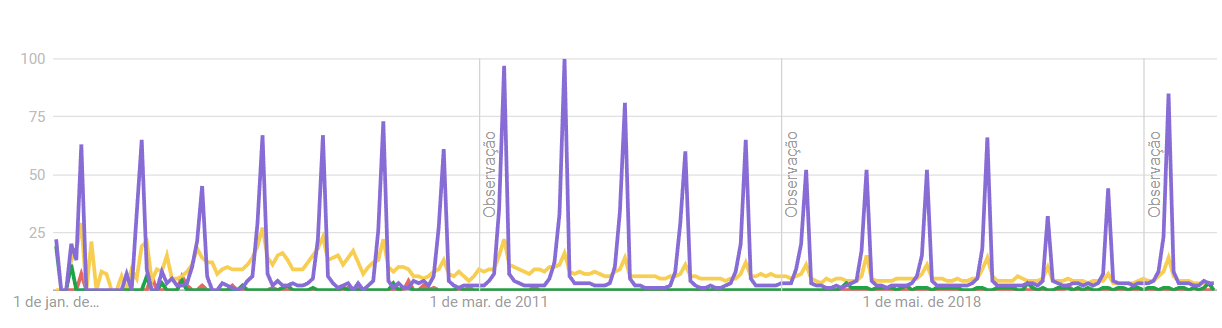 100
75
50
25
Observação
Observação
Observação
1 de jan. de...
1 de mar. de 2011
1 de mai. de 2018